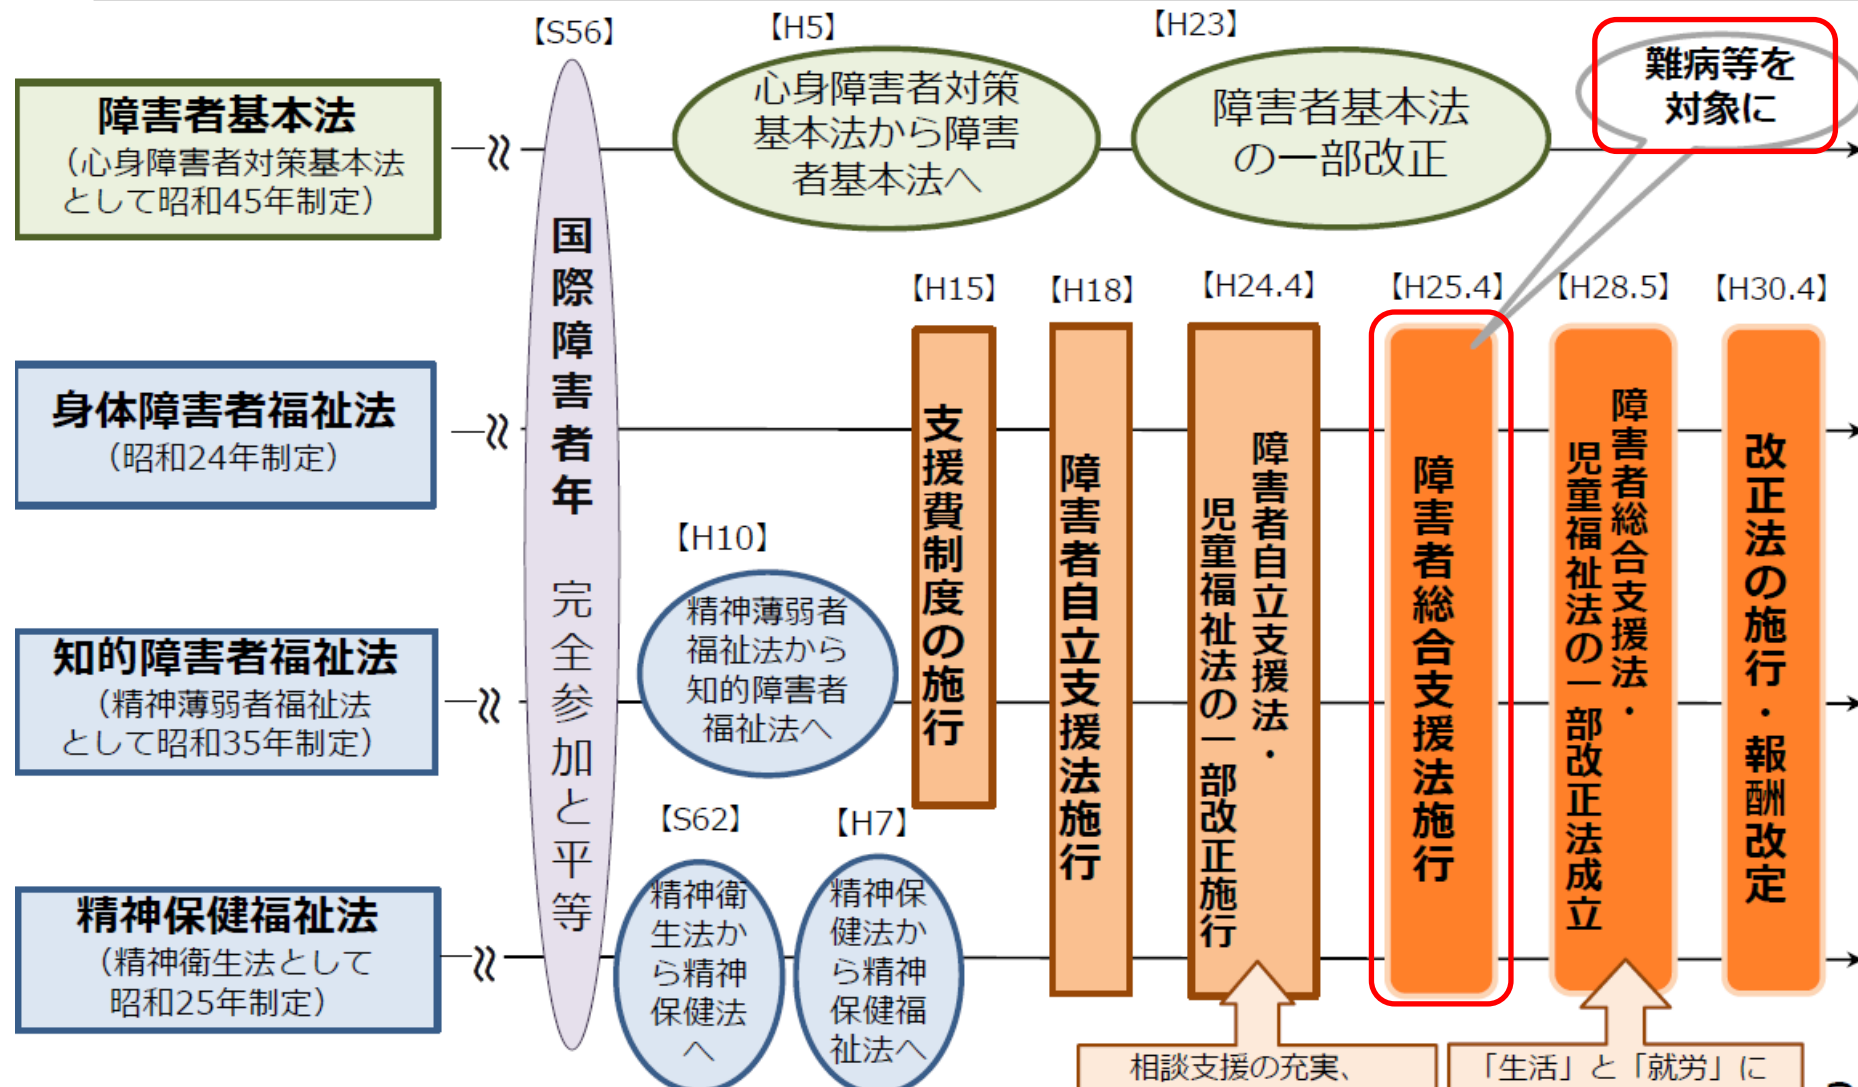 【S56】
【H5】
【H23】
難病等を
対象に
障害者基本法
（心身障害者対策基本法
として昭和45年制定）
心身障害者対策
基本法から障害
者基本法へ
障害者基本法
の一部改正
国際障害者年　完全参加と平等
【H15】
【H18】
【H24.4】
【H25.4】
【H28.5】
【H30.4】
身体障害者福祉法
（昭和24年制定）
支援費制度の施行
障害者自立支援法施行
障害者自立支援法・
児童福祉法の一部改正施行
障害者総合支援法施行
障害者総合支援法・
児童福祉法の一部改正法成立
改正法の施行・報酬改定
【H10】
精神薄弱者
福祉法から
知的障害者
福祉法へ
知的障害者福祉法
（精神薄弱者福祉法
として昭和35年制定）
【S62】
【H7】
精神保健福祉法
（精神衛生法として
昭和25年制定）
精神衛
生法か
ら精神
保健法
へ
精神保
健法か
ら精神
保健福
祉法へ
相談支援の充実、
「生活」と「就労」に